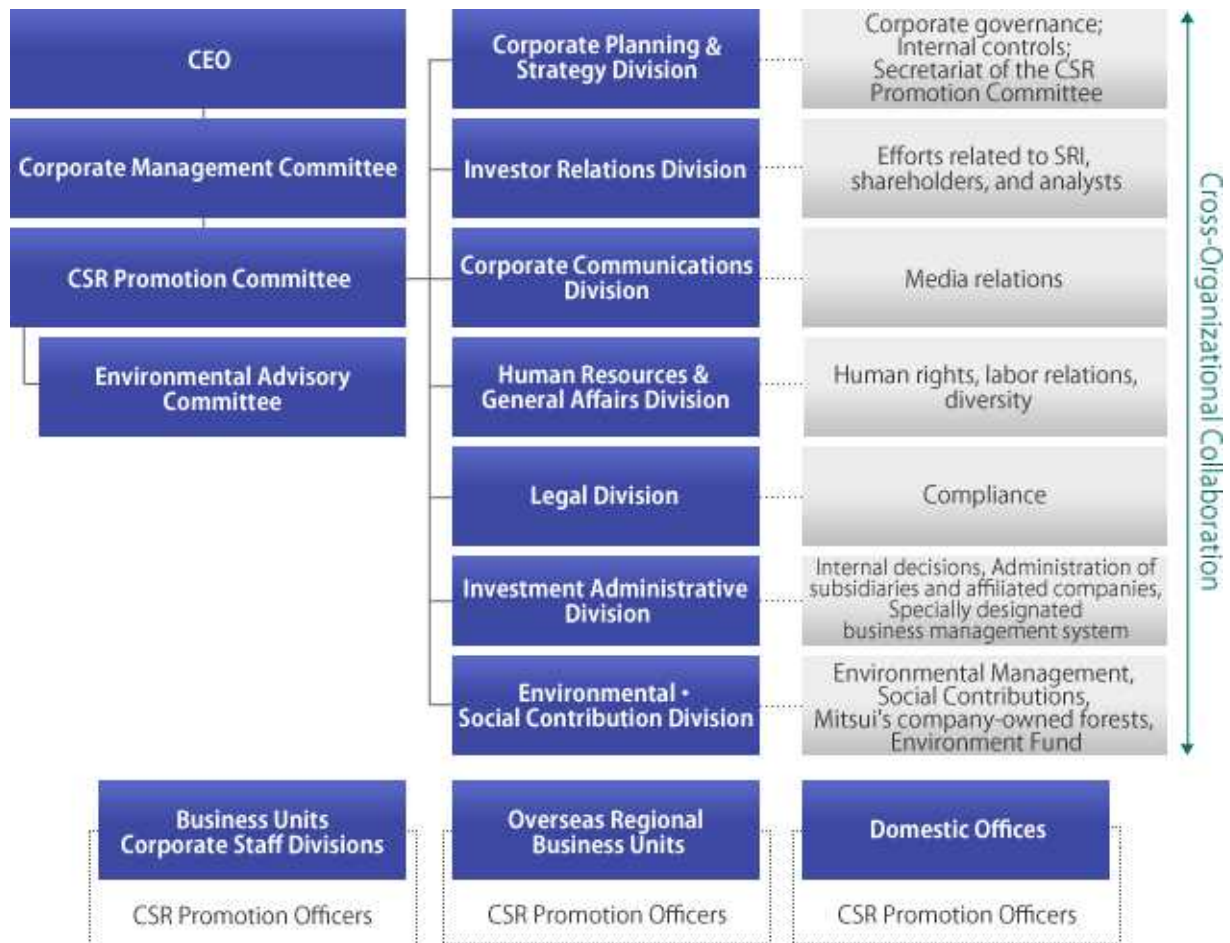 CEO
Corporate Management Committee
CSR Promotion Committee
Environmental Advisory
Committee
Corporate Planning &
Strategy Division
Corporate governance;
Internal controls;
Secretariat of the CSR
Promotion Committee
Investor Relations Division
Efforts related to SRI,
shareholders, and analysts
Corporate Communications
Division
Media relations
Human Resources &
General Affairs Division
Human rights, labor relations,
diversity
Legal Division
Compliance
Investment Administrative
Division
Internal decisions, Administration of
subsidiaries and affiliated companies,
Specially designated
business management system
Environmental •
Social Contribution Division
Environmental Management,
Social Contributions,
Mitsui's company-owned forests,
Environment Fund
Cross-Organizational Collaboration
Business Units
Corporate Staff Divisions
CSR Promotion Officers
Overseas Regional
Business Units
CSR Promotion Officers
Domestic Offices
CSR Promotion Officers